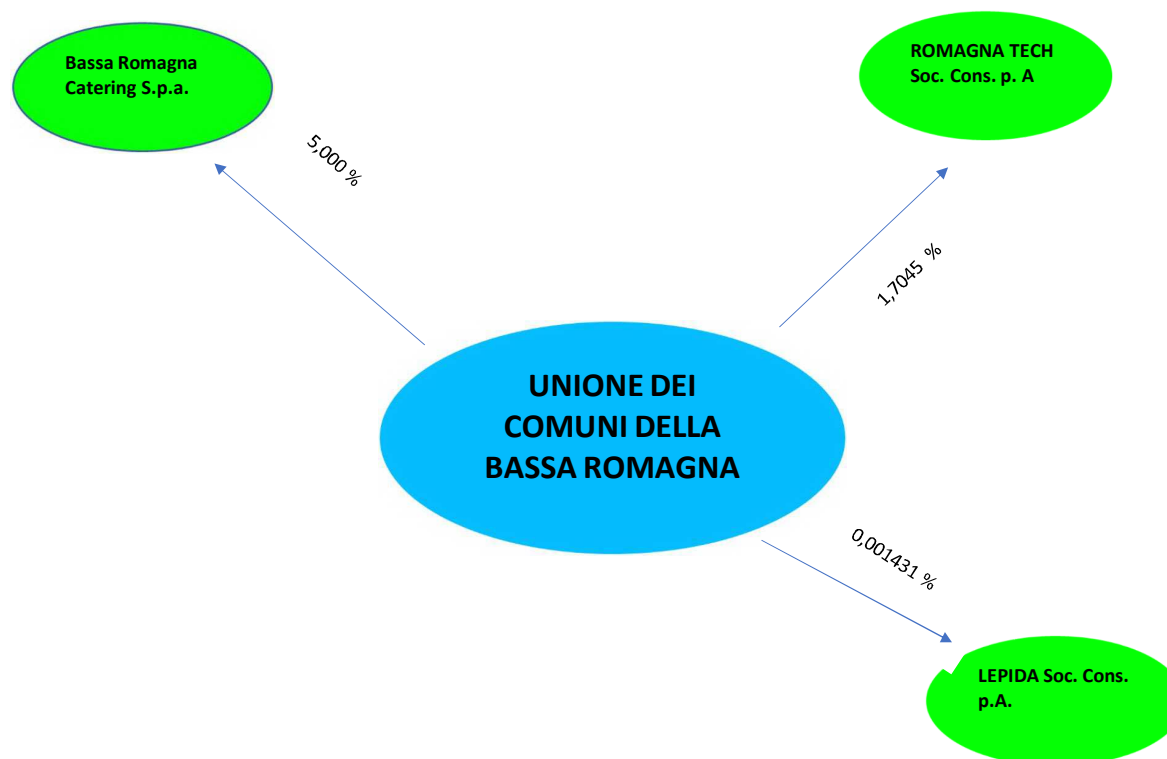 Bassa Romagna
Catering S.p.a.
ROMAGNA TECH
Soc. Cons. p. A
5,000 %
1,7045 %
UNIONE DEI
COMUNI DELLA
BASSA ROMAGNA
0,001431 %
LEPIDA Soc. Cons.
p.A.